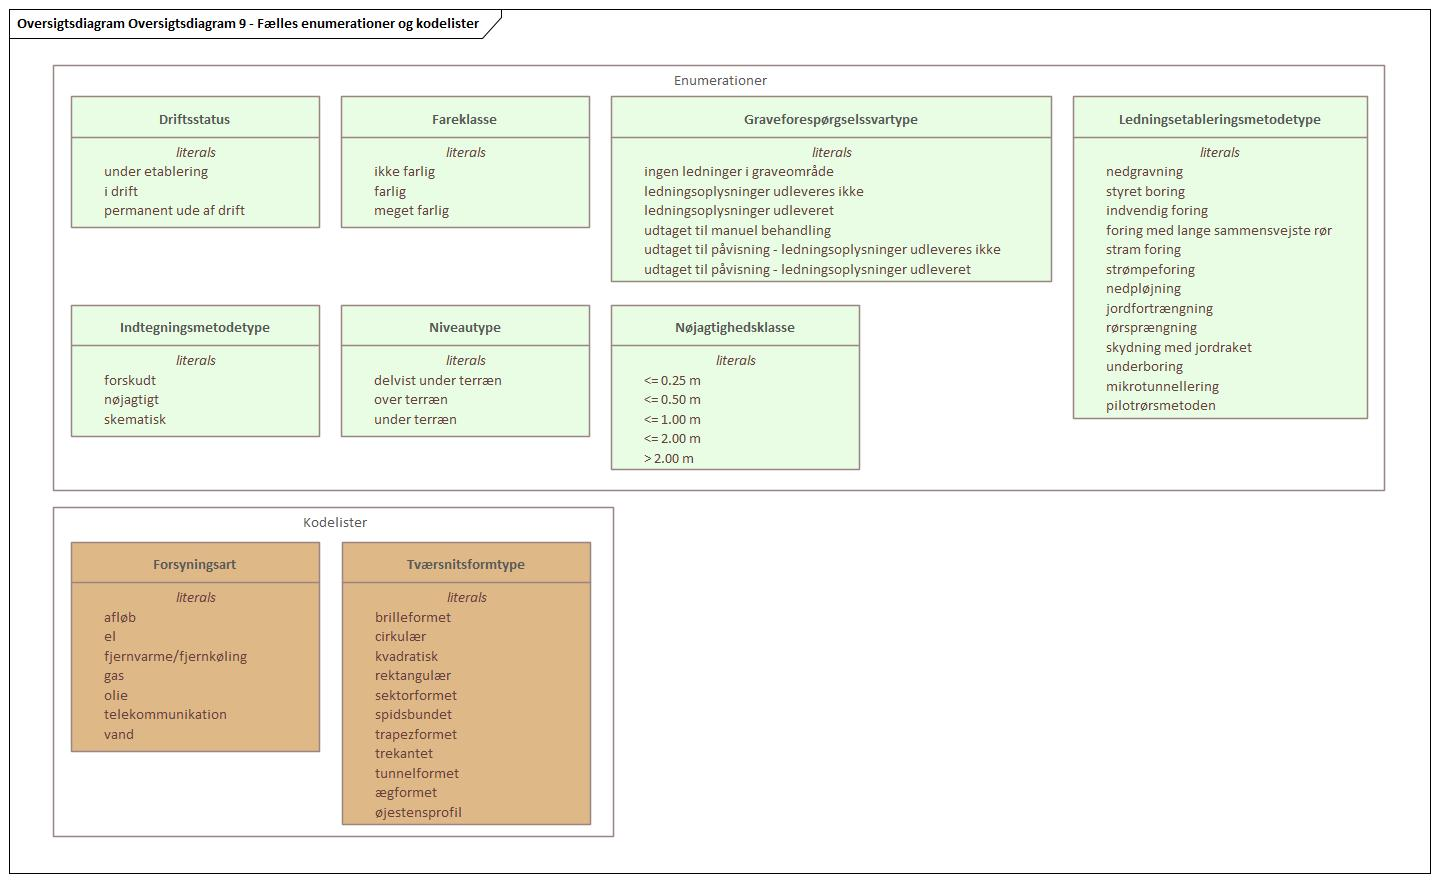 Oversigtsdiagram Oversigtsdiagram 9 - Fælles enumerationer og kodelister
Enumerationer
Driftsstatus
literals
under etablering
i drift
permanent ude af drift
Fareklasse
literals
ikke farlig
farlig
meget farlig
Graveforespørgselssvartype
literals
ingen ledninger i graveområde
ledningsoplysninger udleveres ikke
ledningsoplysninger udleveret
udtaget til manuel behandling
udtaget til påvisning - ledningsoplysninger udleveres ikke
udtaget til påvisning - ledningsoplysninger udleveret
Ledningsetableringsmetodetype
literals
nedgravning
styret boring
indvendig foring
foring med lange sammensvejste rør
stram foring
strømpeforing
nedpløjning
jordfortrængning
rørsprængning
skydning med jordraket
underboring
mikrotunnellering
pilotrørsmetoden
Indtegningsmetodetype
literals
forskudt
nøjagtigt
skematisk
Niveautype
literals
delvist under terræn
over terræn
under terræn
Nøjagtighedsklasse
literals
<= 0.25 m
<= 0.50 m
<= 1.00 m
<= 2.00 m
> 2.00 m
Kodelister
Forsyningsart
literals
afløb
el
fjernvarme/fjernkøling
gas
olie
telekommunikation
vand
Tværsnitsformtype
literals
brilleformet
cirkulær
kvadratisk
rektangulær
sektorformet
spidsbundet
trapezformet
trekantet
tunnelformet
ægformet
øjestensprofil